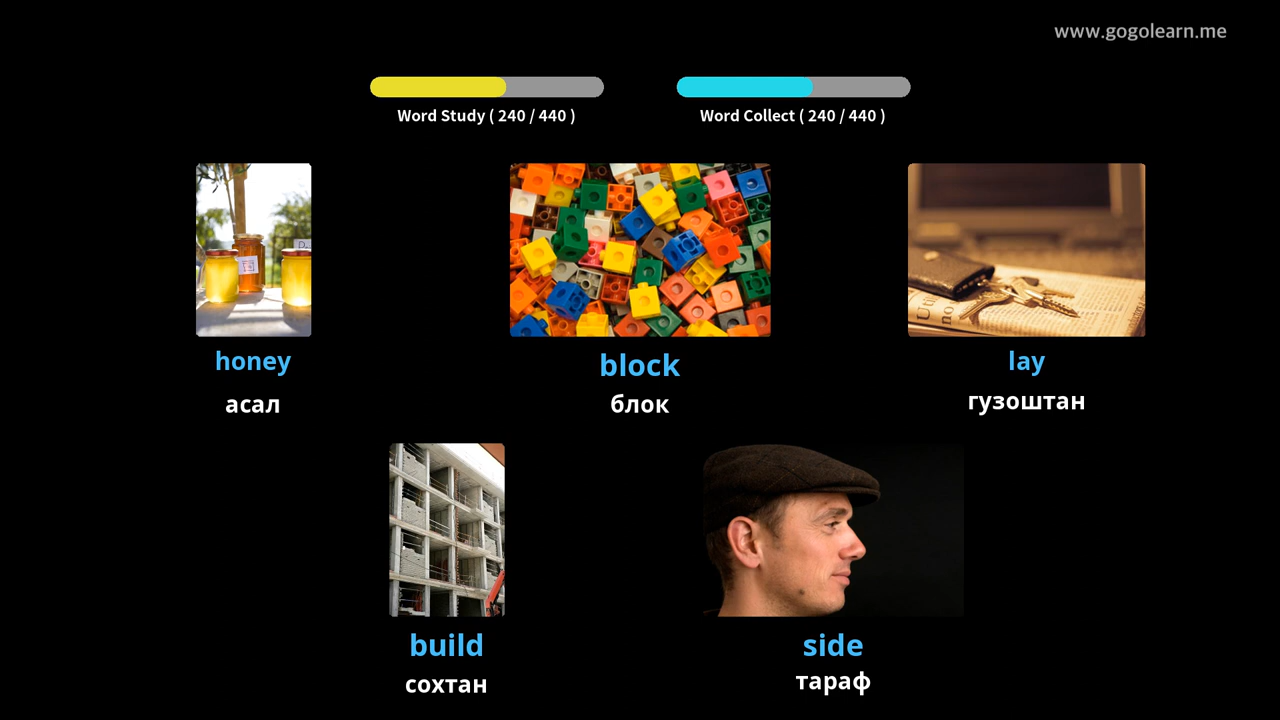 www.gogolearn.me
Word Study ( 240 / 440 )
Word Collect ( 240 / 440 )
honey
block
lay
асал
блок
гузоштан
build
side
сохтан
тараф